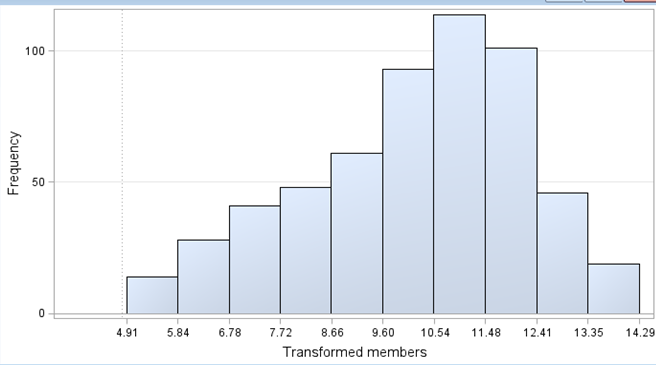 100
50
0
Frequency
4.91 5.84 6.78 7.72 8.66 9.60 10.54 11.48 12.41 13.35 14.29
Transformed members